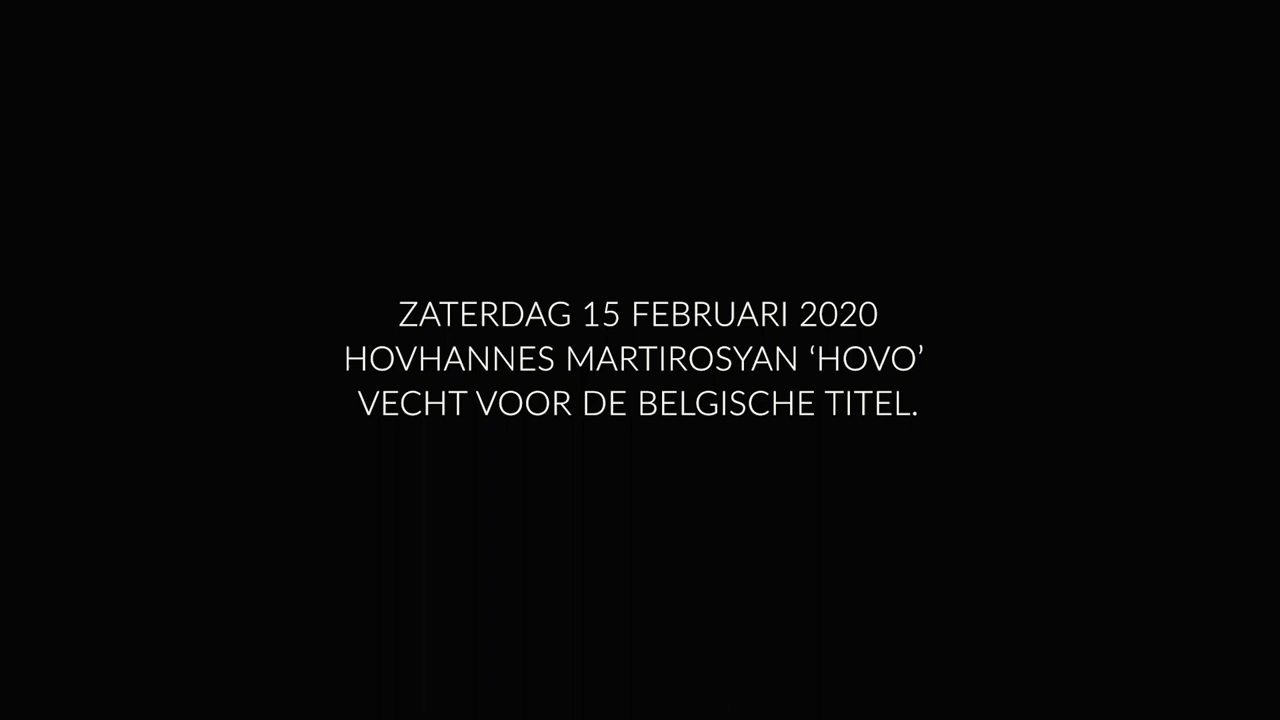 ZATERDAG 15 FEBRUARI 2020
HOVHANNES MARTIROSYAN ‘HOVO’
VECHT VOOR DE BELGISCHE TITEL.